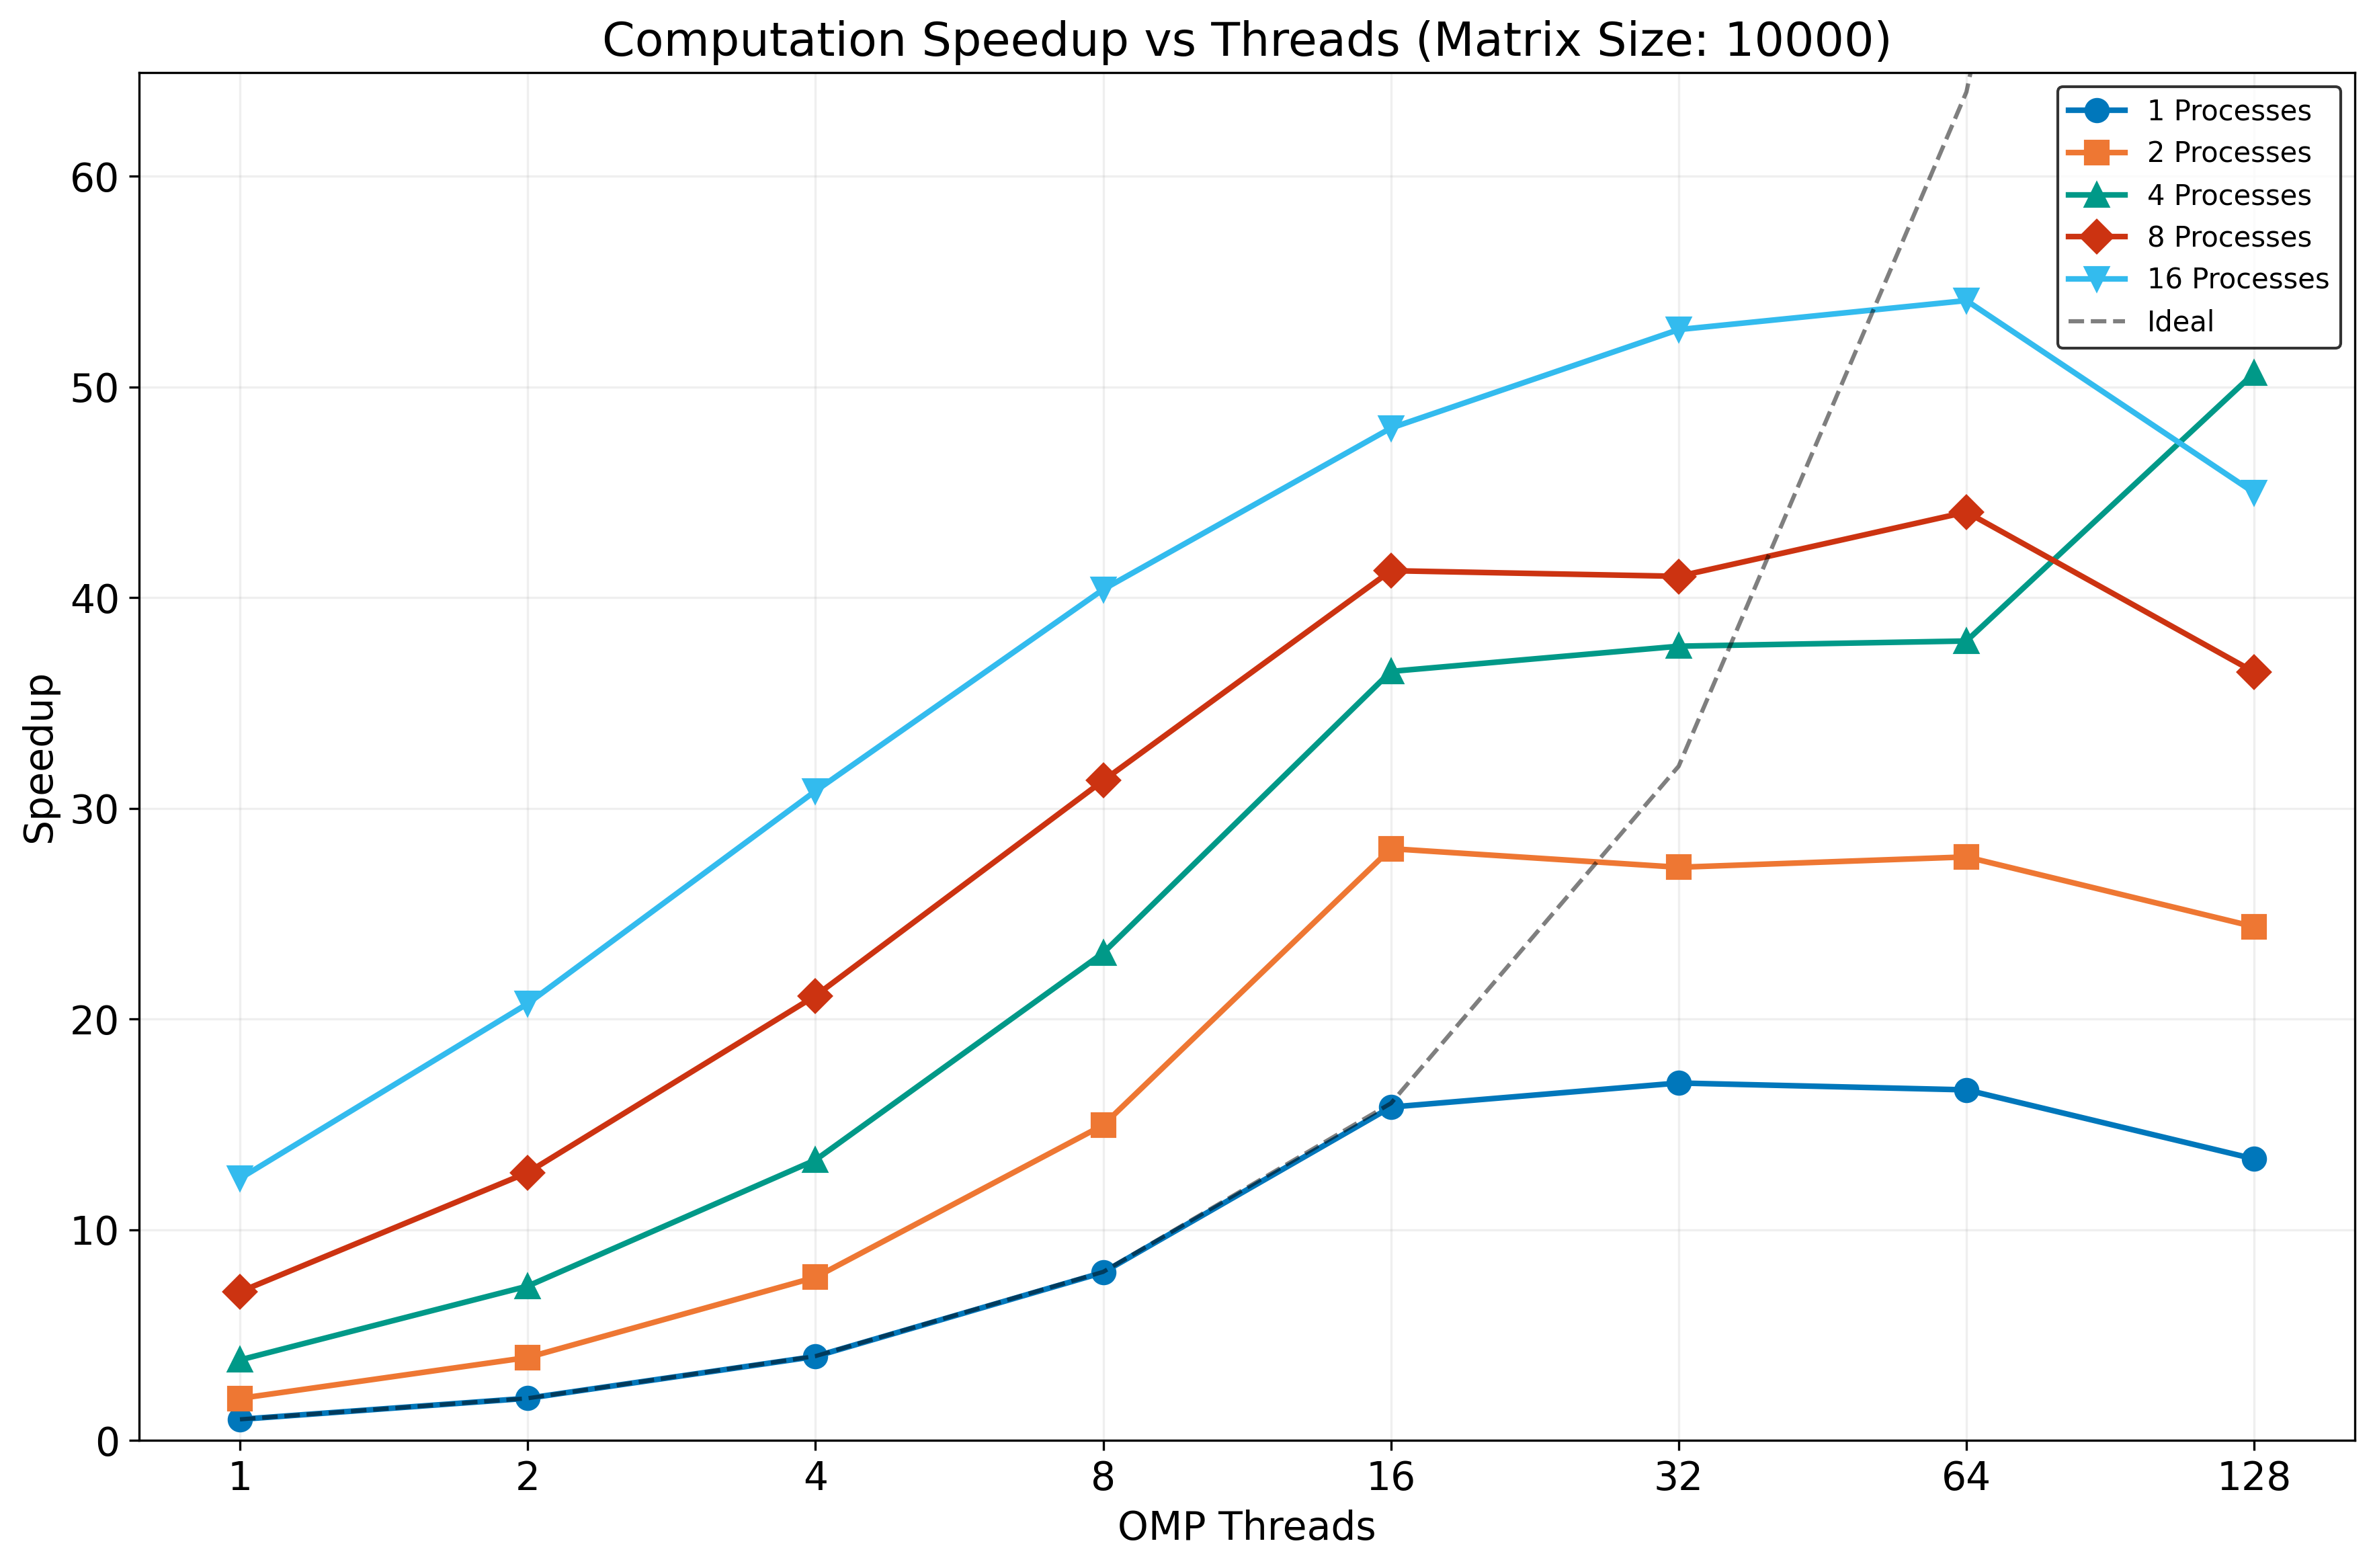 Computation Speedup vs Threads (Matrix Size: 10000)
1 Processes
2 Processes
4 Processes
8 Processes
16 Processes
Ideal
Speedup
60
50
40
30
20
10
0
1 2 4 8 16 32 64 128
OMP Threads